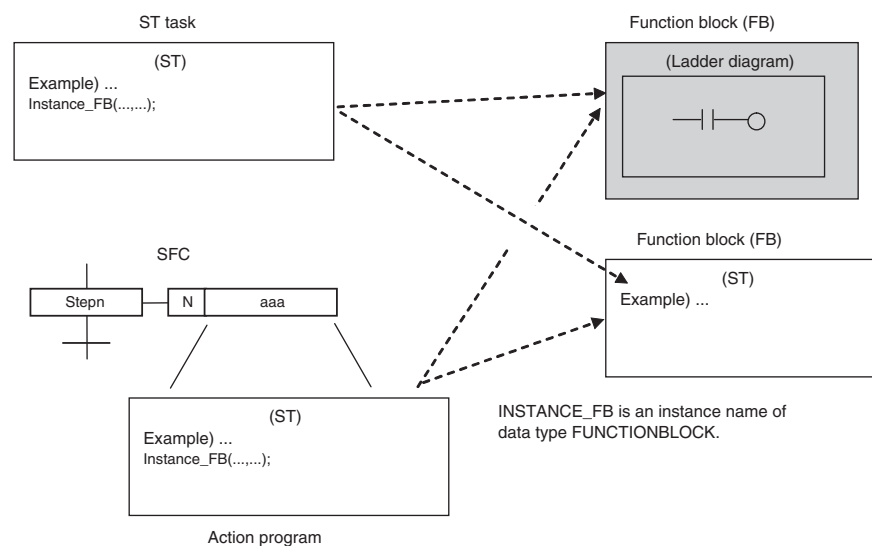 ST task
(ST)
Example) ...
Instance_FB(...,...);
Function block (FB)
(Ladder diagram)
SFC
Stepn
N
aaa
Function block (FB)
(ST)
Example) ...
(ST)
Example) ...
Instance_FB(...,...);
Action program
INSTANCE_FB is an instance name of
data type FUNCTIONBLOCK.